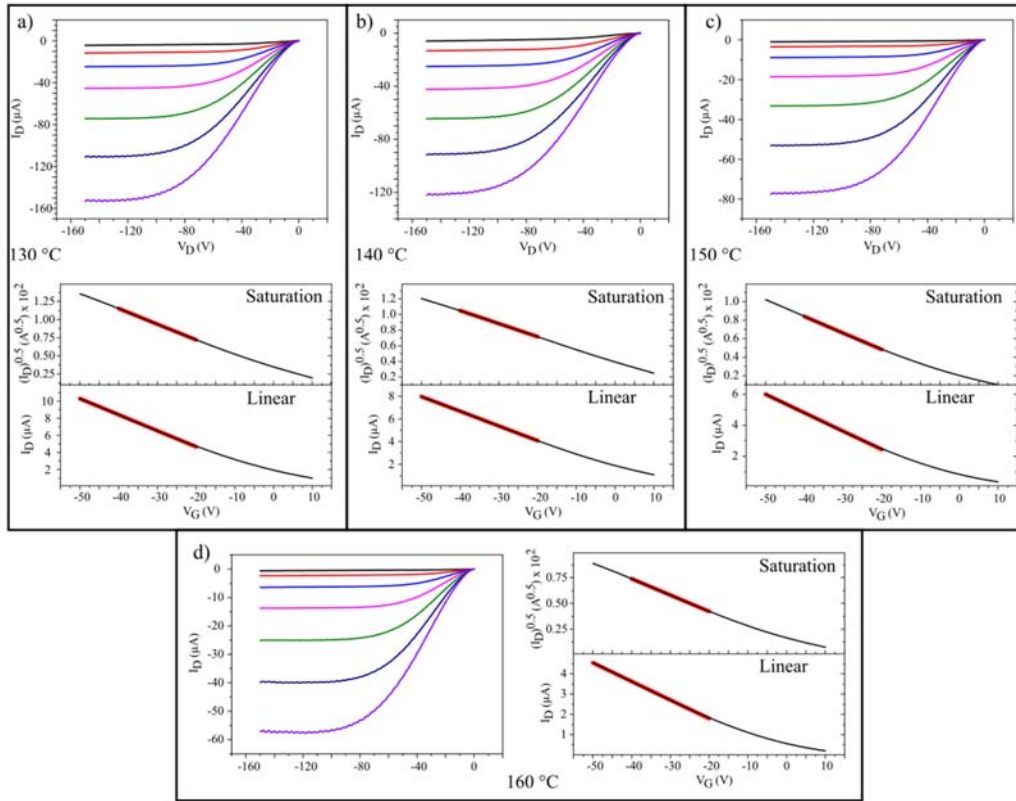 a)
I_D (μA)
0
-40
-80
-120
-160
-160 -120 -80 -40 0
V_D (V)
130 °C
Saturation
(I_D)^0.5 (A^0.5) x 10^2
1.25
1.00
0.75
0.50
0.25
Linear
I_D (μA)
10
8
6
4
2
-50 -40 -30 -20 -10 0 10
V_G (V)
b)
I_D (μA)
0
-40
-80
-120
-160 -120 -80 -40 0
V_D (V)
140 °C
Saturation
(I_D)^0.5 (A^0.5) x 10^2
1.2
1.0
0.8
0.6
0.4
0.2
Linear
I_D (μA)
8
6
4
2
-50 -40 -30 -20 -10 0 10
V_G (V)
c)
I_D (μA)
0
-20
-40
-60
-80
-160 -120 -80 -40 0
V_D (V)
150 °C
Saturation
(I_D)^0.5 (A^0.5) x 10^2
1.0
0.8
0.6
0.4
0.2
Linear
I_D (μA)
6
4
2
-50 -40 -30 -20 -10 0 10
V_G (V)
d)
I_D (μA)
0
-10
-20
-30
-40
-50
-60
-160 -120 -80 -40 0
V_D (V)
160 °C
Saturation
(I_D)^0.5 (A^0.5) x 10^2
0.75
0.50
0.25
Linear
I_D (μA)
4
3
2
1
-50 -40 -30 -20 -10 0 10
V_G (V)